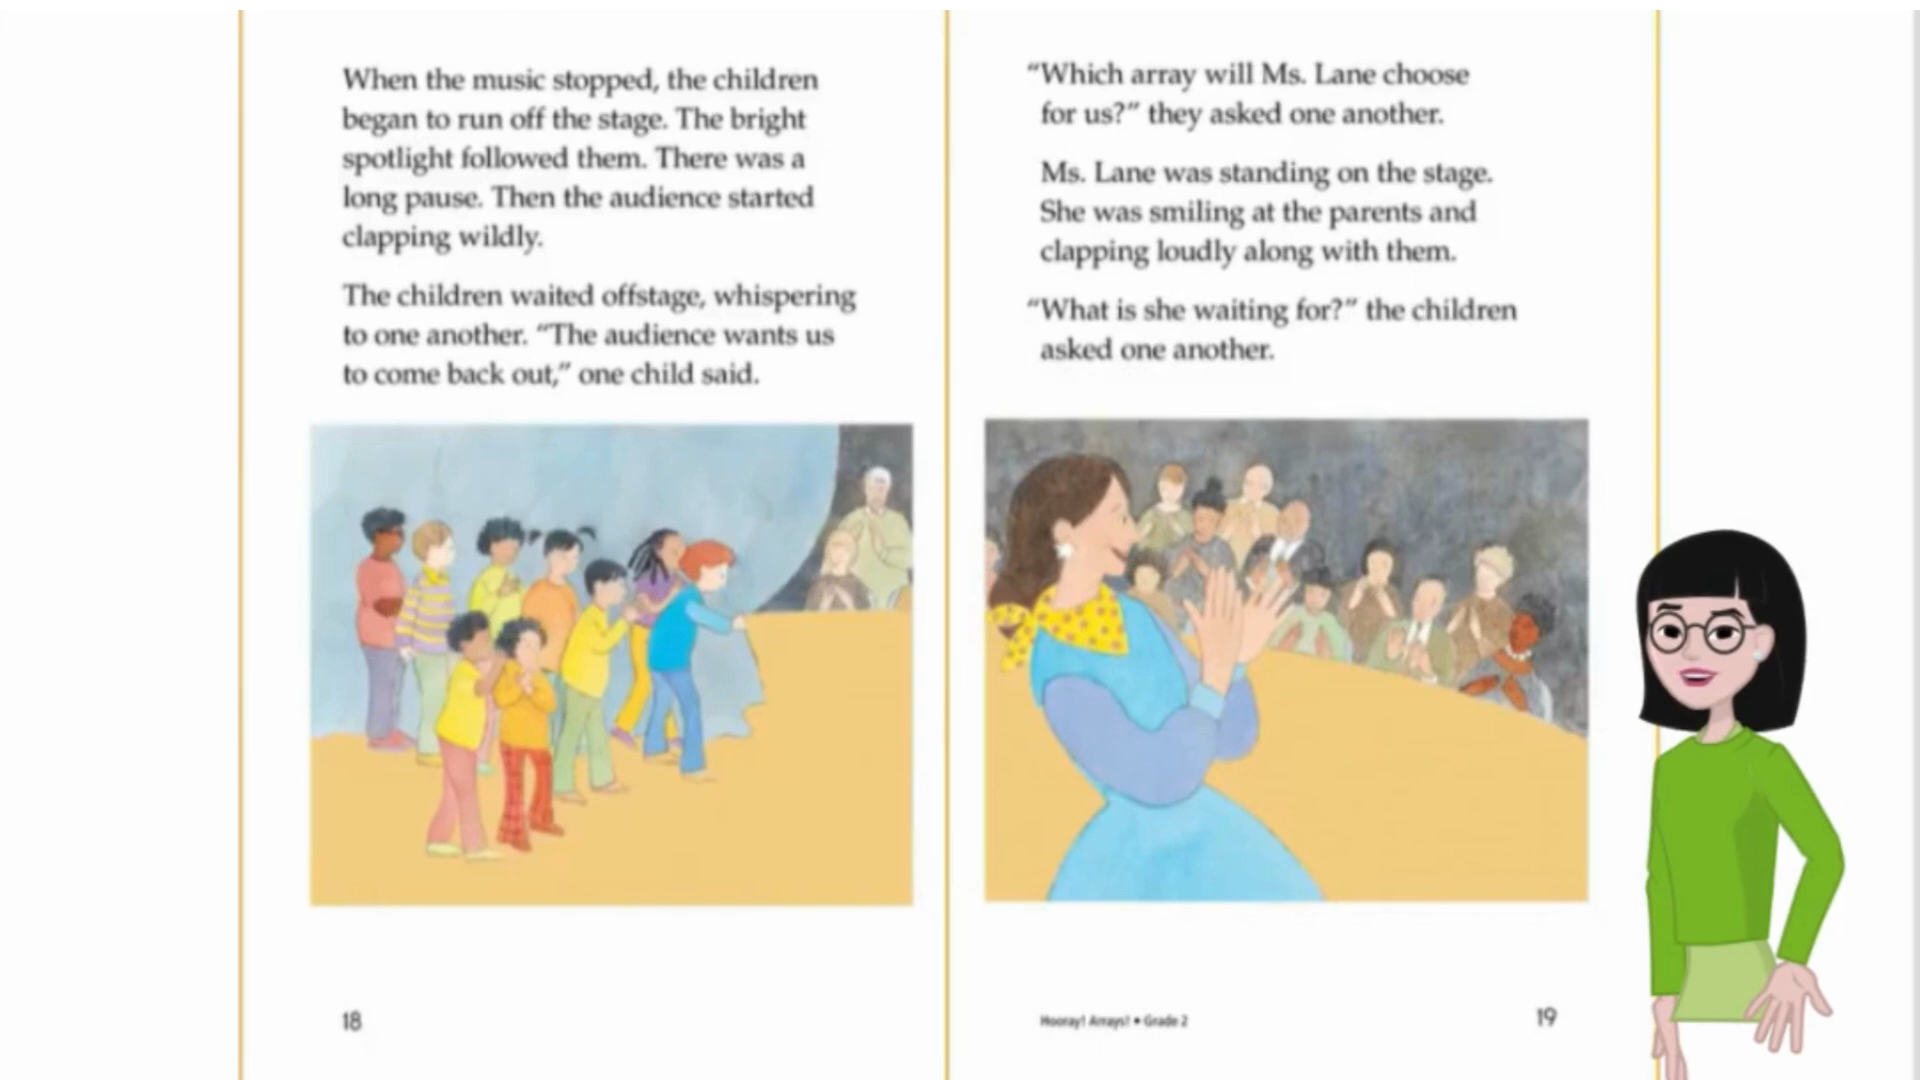 When the music stopped, the children
began to run off the stage. The bright
spotlight followed them. There was a
long pause. Then the audience started
clapping wildly.
The children waited offstage, whispering
to one another. “The audience wants us
to come back out,” one child said.
18
“Which array will Ms. Lane choose
for us?” they asked one another.
Ms. Lane was standing on the stage.
She was smiling at the parents and
clapping loudly along with them.
“What is she waiting for?” the children
asked one another.
Hooray! Arrays! • Grade 2
19